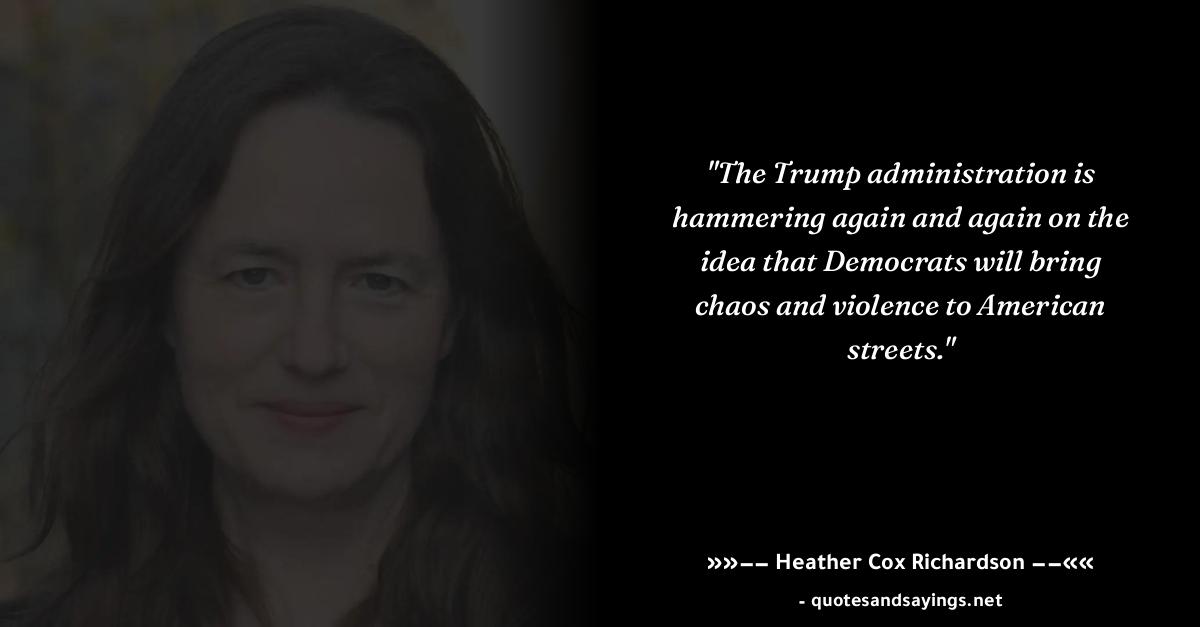 "The Trump administration is
hammering again and again on the
idea that Democrats will bring
chaos and violence to American
streets."
»»−− Heather Cox Richardson −−««
- quotesandsayings.net